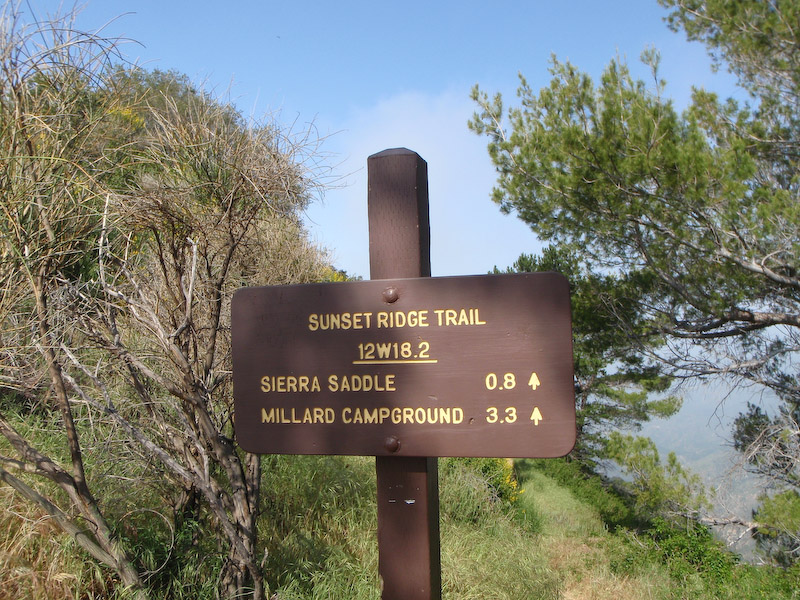 SUNSET RIDGE TRAIL
12W18.2
SIERRA SADDLE 0.8
MILLARD CAMPGROUND 3.3